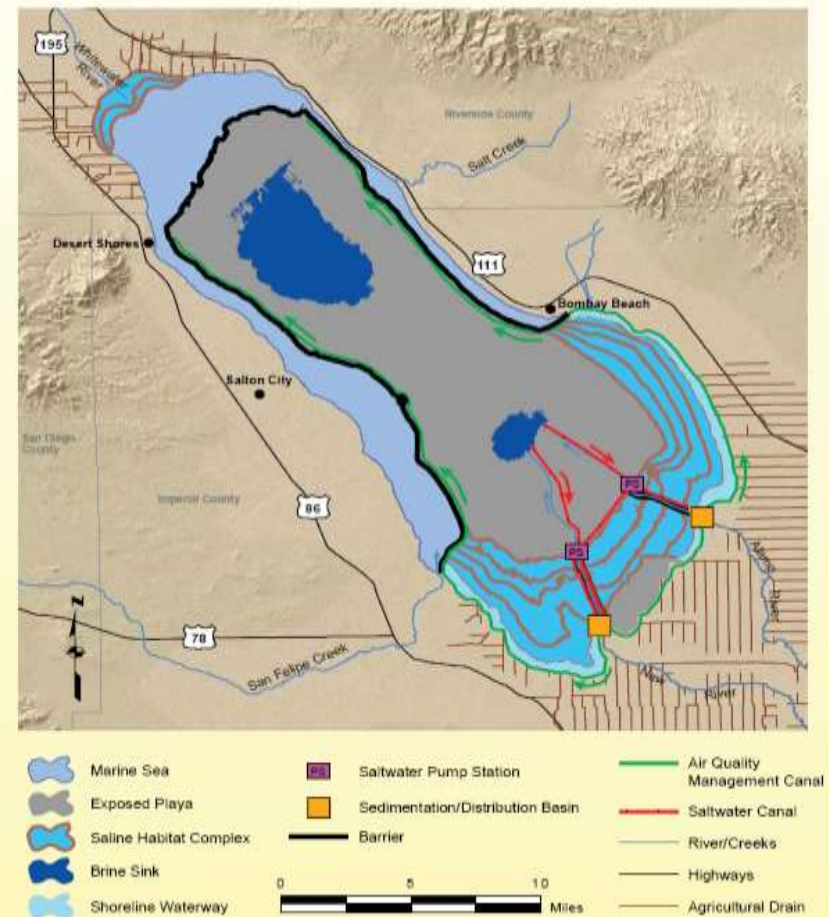 195
Whitewater
River
Riverside County
Salt Creek
Desert Shores
111
Bombay Beach
Salton City
San Diego
County
Imperial County
86
PS
PS
Alamo
River
N
78
San Felipe Creek
New
River
Marine Sea
Exposed Playa
Saline Habitat Complex
Brine Sink
Shoreline Waterway
PS
Saltwater Pump Station
Sedimentation/Distribution Basin
Barrier
0 5 10
Miles
Air Quality
Management Canal
Saltwater Canal
River/Creeks
Highways
Agricultural Drain